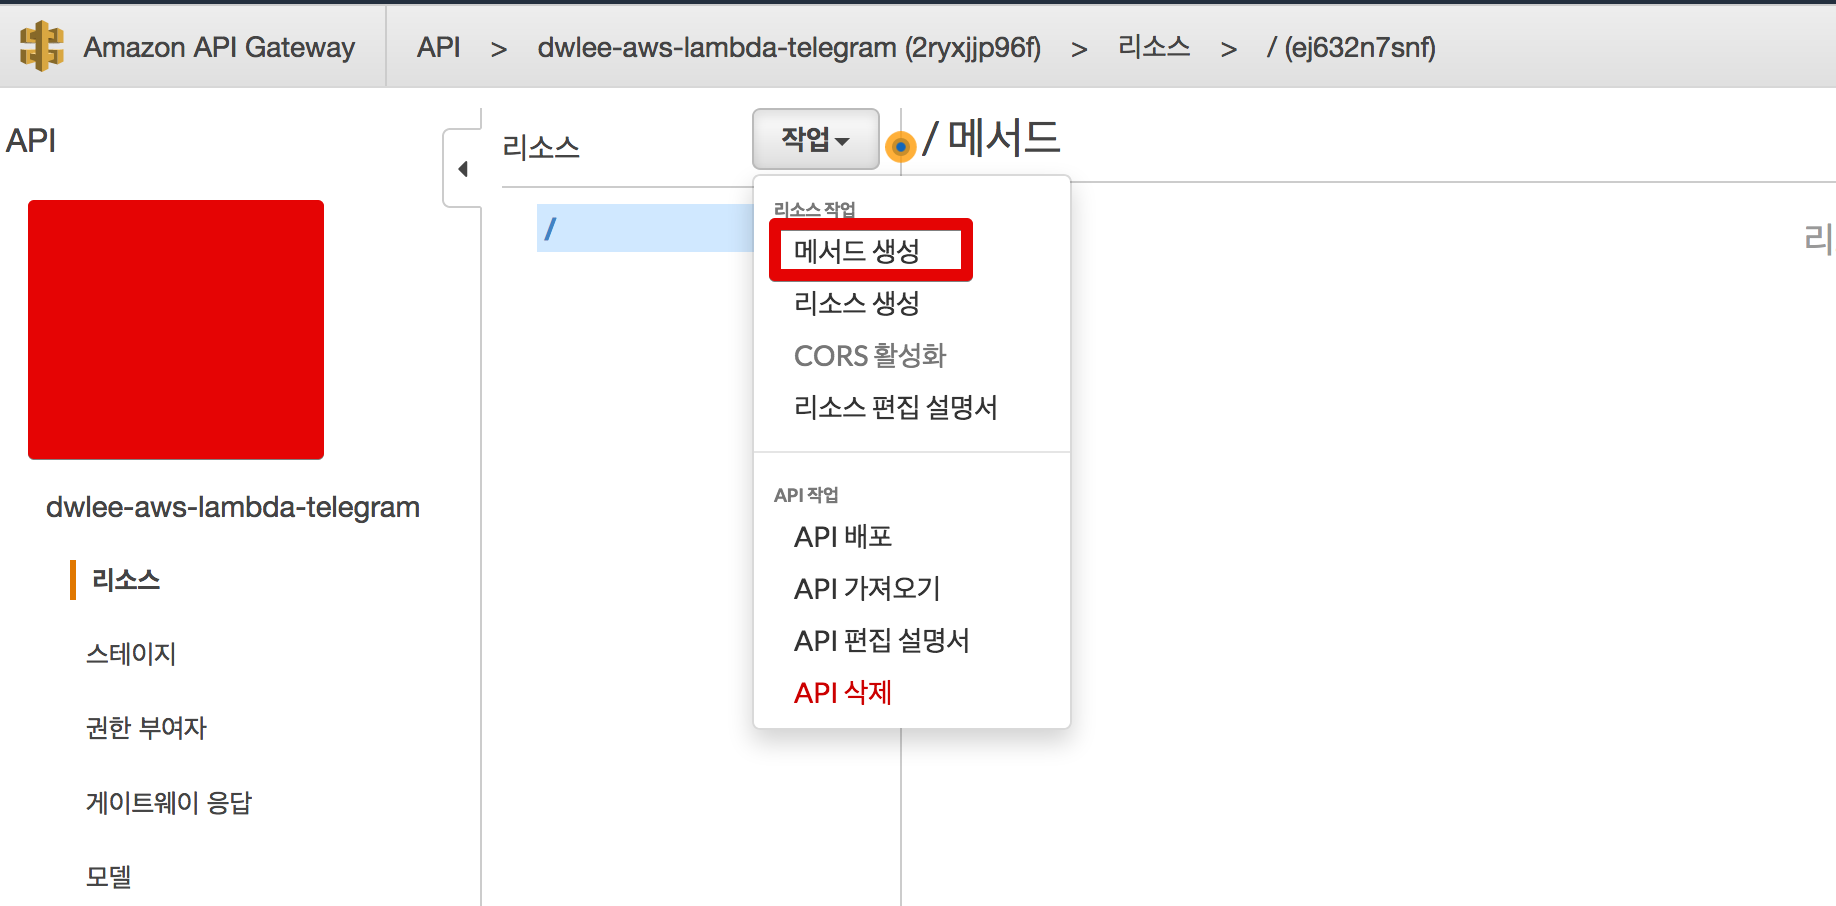 Amazon API Gateway
API > dwlee-aws-lambda-telegram (2ryxjjp96f) > 리소스 > / (ej632n7snf)
API
dwlee-aws-lambda-telegram
리소스
스테이지
권한 부여자
게이트웨이 응답
모델
리소스
작업
/
리소스 작업
메서드 생성
리소스 생성
CORS 활성화
리소스 편집 설명서
API 작업
API 배포
API 가져오기
API 편집 설명서
API 삭제
/ 메서드
리